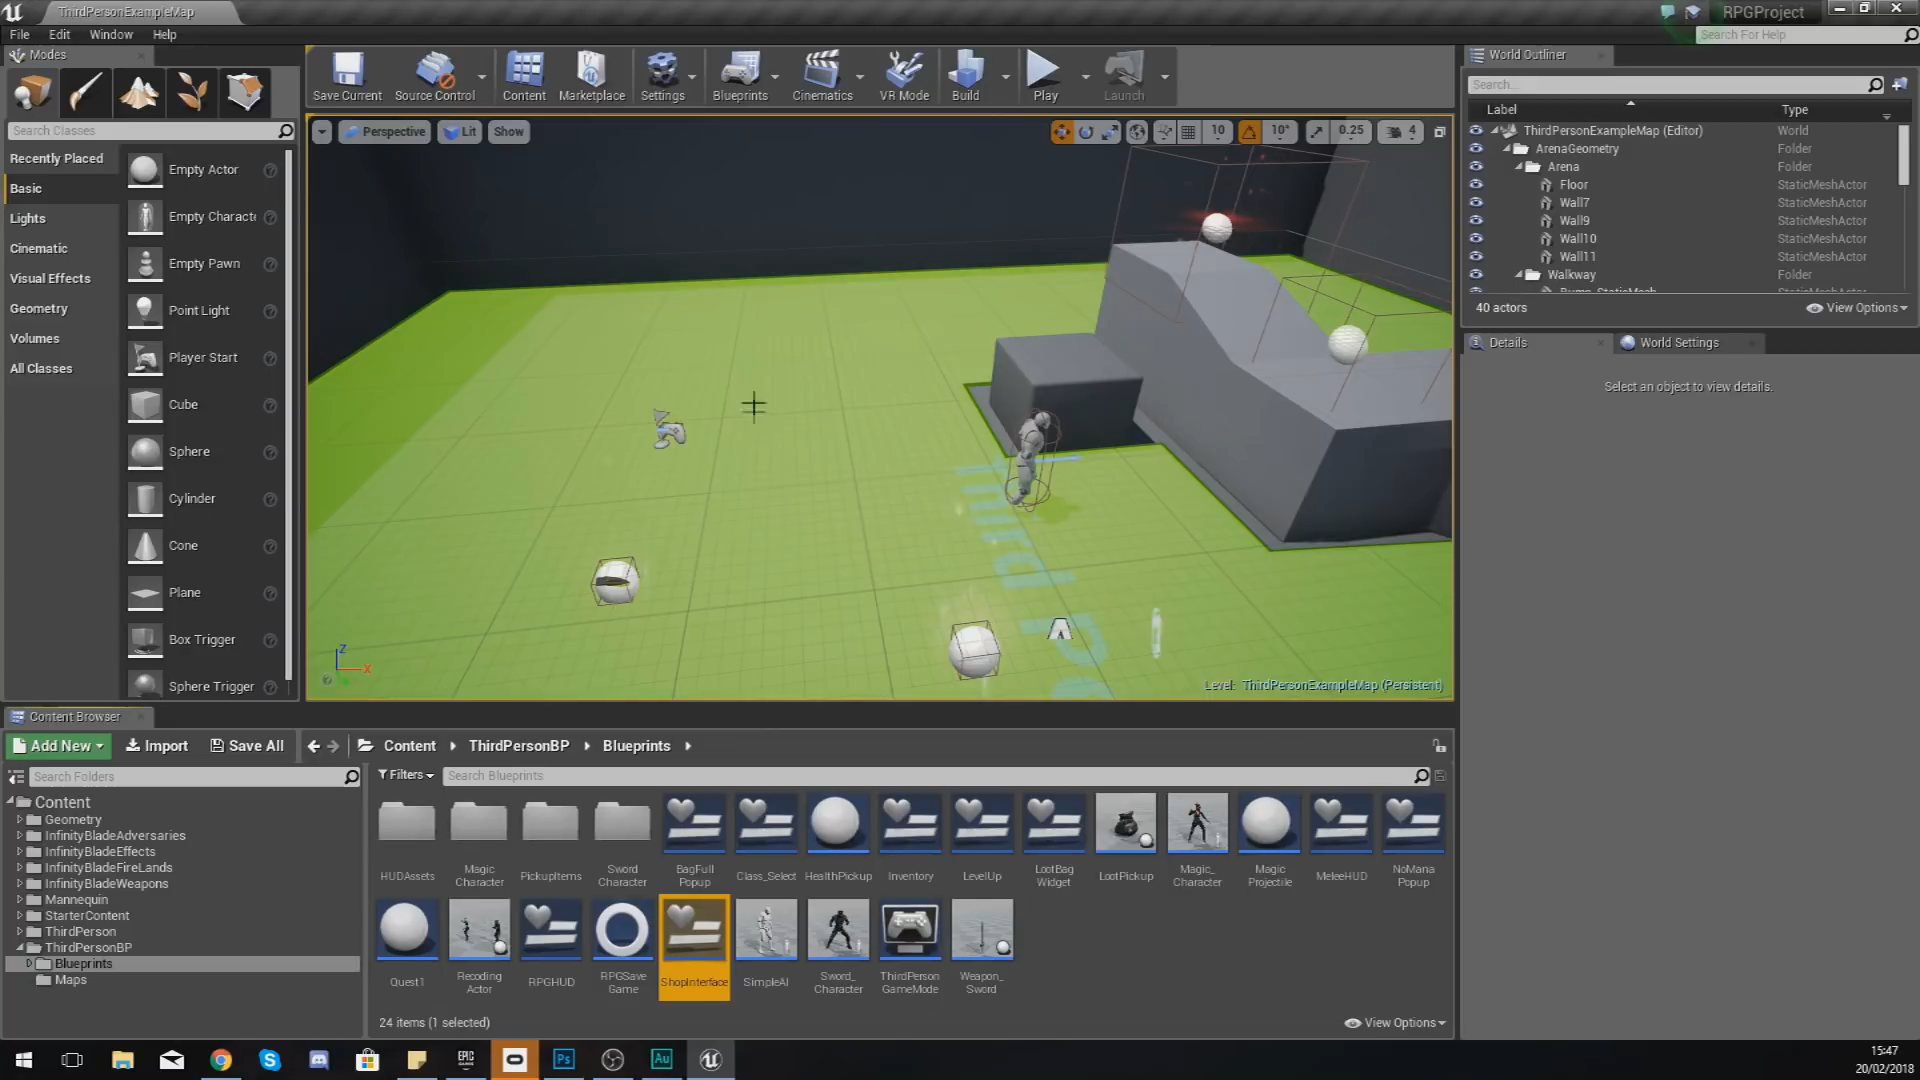 ThirdPersonExampleMap
RPGProject
File Edit Window Help
Search For Help
Modes
Save Current
Source Control
Content
Marketplace
Settings
Blueprints
Cinematics
VR Mode
Build
Play
Launch
Search Classes
Recently Placed
Basic
Lights
Cinematic
Visual Effects
Geometry
Volumes
All Classes
Empty Actor
Empty Charact
Empty Pawn
Point Light
Player Start
Cube
Sphere
Cylinder
Cone
Plane
Box Trigger
Sphere Trigger
Perspective
Lit
Show
10
10°
0.25
4
Z
X
Level: ThirdPersonExampleMap (Persistent)
World Outliner
Search...
Label Type
ThirdPersonExampleMap (Editor) World
ArenaGeometry Folder
Arena Folder
Floor StaticMeshActor
Wall7 StaticMeshActor
Wall9 StaticMeshActor
Wall10 StaticMeshActor
Wall11 StaticMeshActor
Walkway Folder
40 actors
View Options
Details
World Settings
Select an object to view details.
Content Browser
Add New
Import
Save All
Content
ThirdPersonBP
Blueprints
Search Folders
Filters
Search Blueprints
Content
Geometry
InfinityBladeAdversaries
InfinityBladeEffects
InfinityBladeFireLands
InfinityBladeWeapons
Mannequin
StarterContent
ThirdPerson
ThirdPersonBP
Blueprints
Maps
HUDAssets
Magic Character
PickupItems
Sword Character
BagFull Popup
Class_Select
HealthPickup
Inventory
LevelUp
LootBag Widget
LootPickup
Magic_ Character
Magic Projectile
MeleeHUD
NoMana Popup
Quest1
Recoding Actor
RPGHUD
RPGSave Game
ShopInterface
SimpleAI
Sword_ Character
ThirdPerson GameMode
Weapon_ Sword
24 items (1 selected)
View Options
EPIC
Ps
Au
15:47
20/02/2018